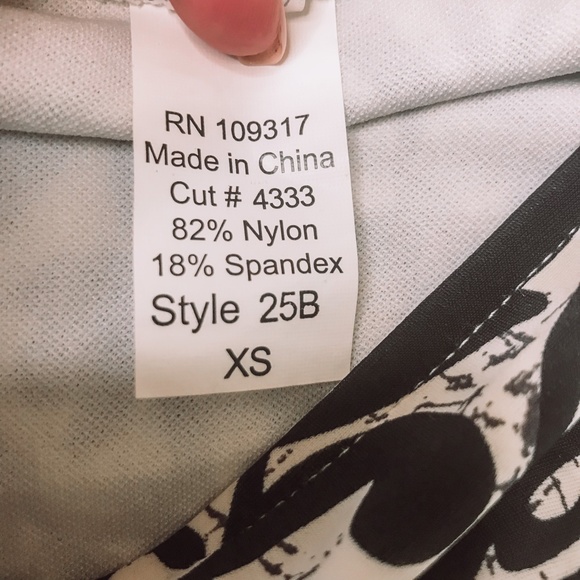 RN 109317
Made in China
Cut # 4333
82% Nylon
18% Spandex
Style 25B
XS